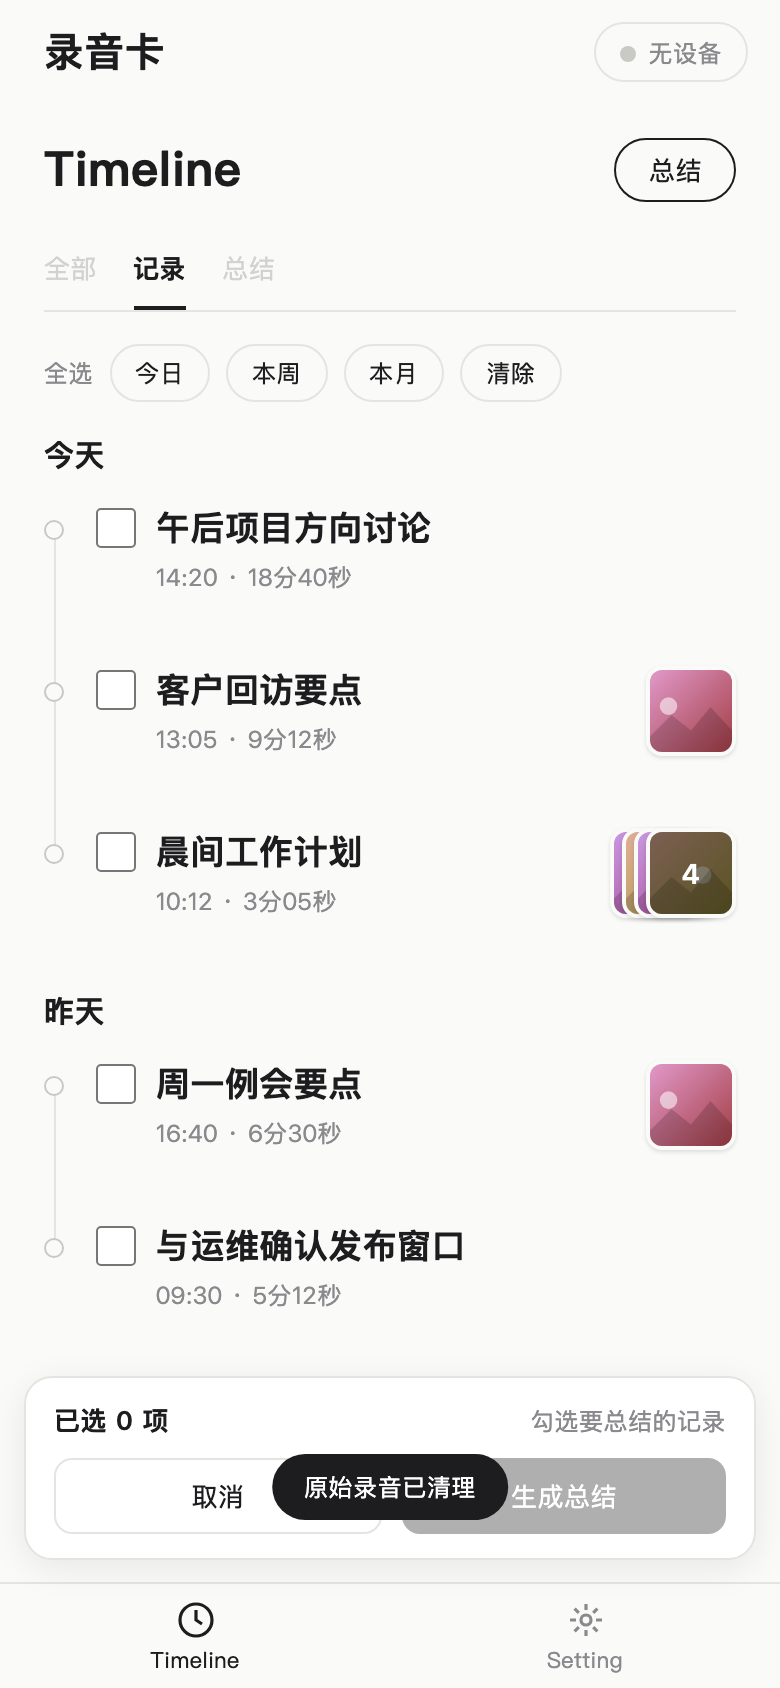 录音卡
无设备
Timeline
总结
全部 记录 总结
全选 今日 本周 本月 清除
今天
午后项目方向讨论
14:20 · 18分40秒
客户回访要点
13:05 · 9分12秒
晨间工作计划
10:12 · 3分05秒
4
昨天
周一例会要点
16:40 · 6分30秒
与运维确认发布窗口
09:30 · 5分12秒
已选 0 项
勾选要总结的记录
取消
原始录音已清理
生成总结
Timeline
Setting